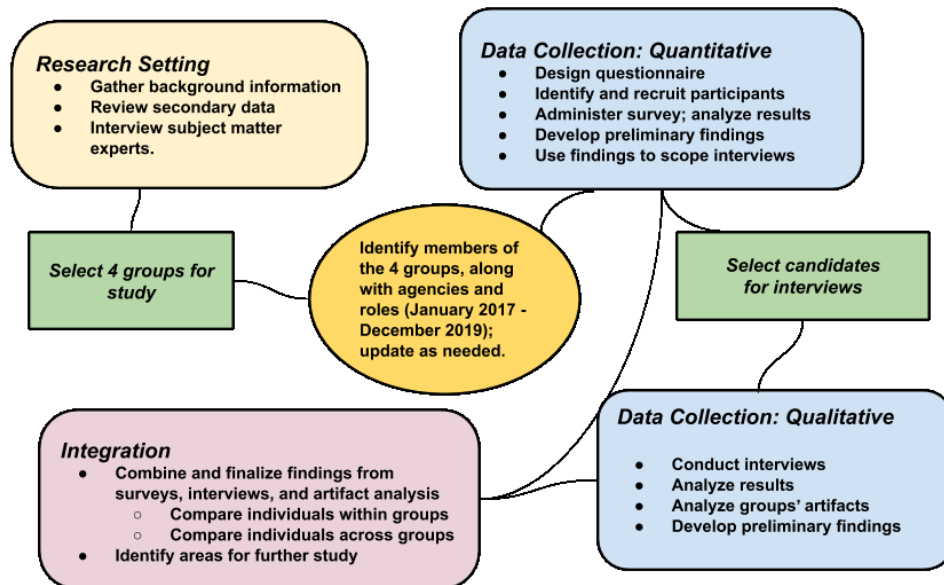 Research Setting
● Gather background information
● Review secondary data
● Interview subject matter
experts.
Data Collection: Quantitative
● Design questionnaire
● Identify and recruit participants
● Administer survey; analyze results
● Develop preliminary findings
● Use findings to scope interviews
Select 4 groups for
study
Identify members of
the 4 groups, along
with agencies and
roles (January 2017 -
December 2019);
update as needed.
Select candidates
for interviews
Integration
● Combine and finalize findings from
surveys, interviews, and artifact analysis
○ Compare individuals within groups
○ Compare individuals across groups
● Identify areas for further study
Data Collection: Qualitative
● Conduct interviews
● Analyze results
● Analyze groups' artifacts
● Develop preliminary findings